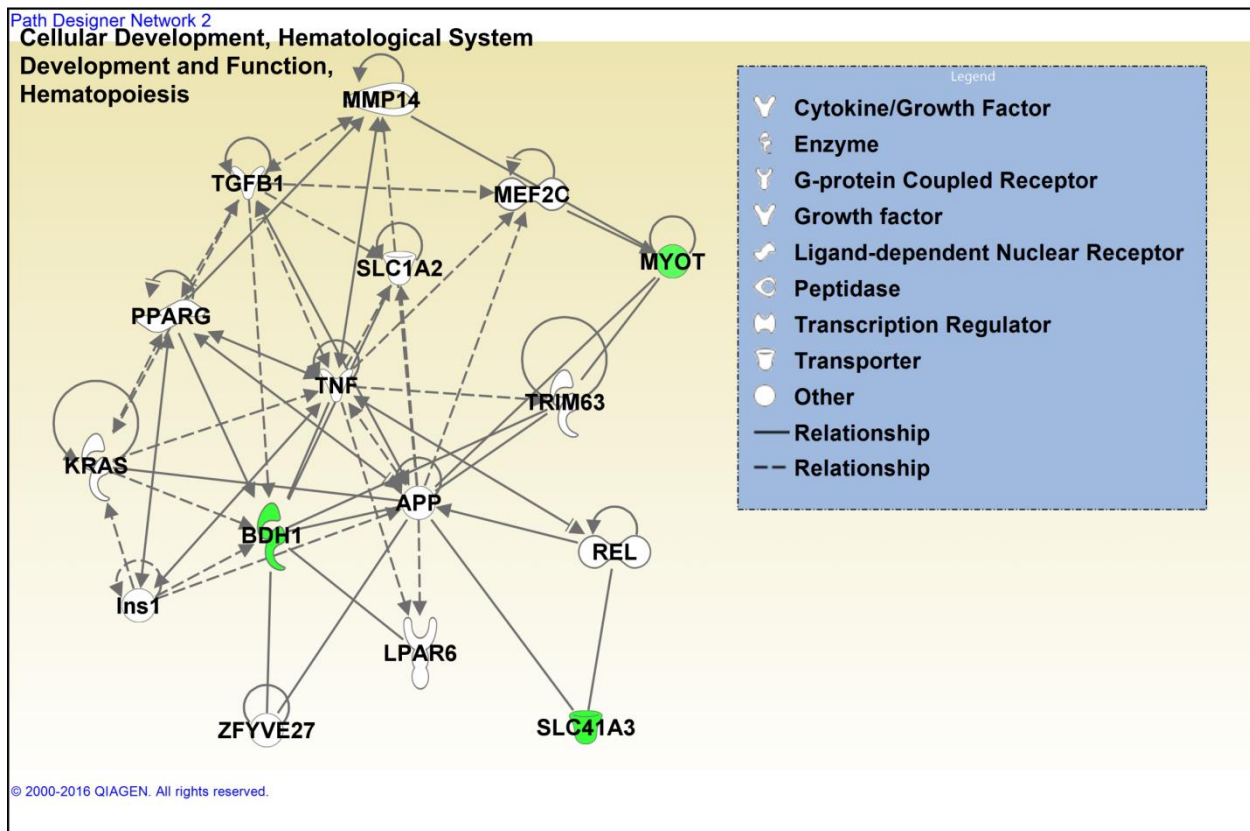 Path Designer Network 2
Cellular Development, Hematological System
Development and Function,
Hematopoiesis
MMP14
TGFB1
MEF2C
SLC1A2
MYOT
PPARG
TNF
TRIM63
KRAS
APP
BDH1
REL
Ins1
LPAR6
ZFYVE27
SLC41A3
Legend
Cytokine/Growth Factor
Enzyme
G-protein Coupled Receptor
Growth factor
Ligand-dependent Nuclear Receptor
Peptidase
Transcription Regulator
Transporter
Other
Relationship
Relationship
© 2000-2016 QIAGEN. All rights reserved.